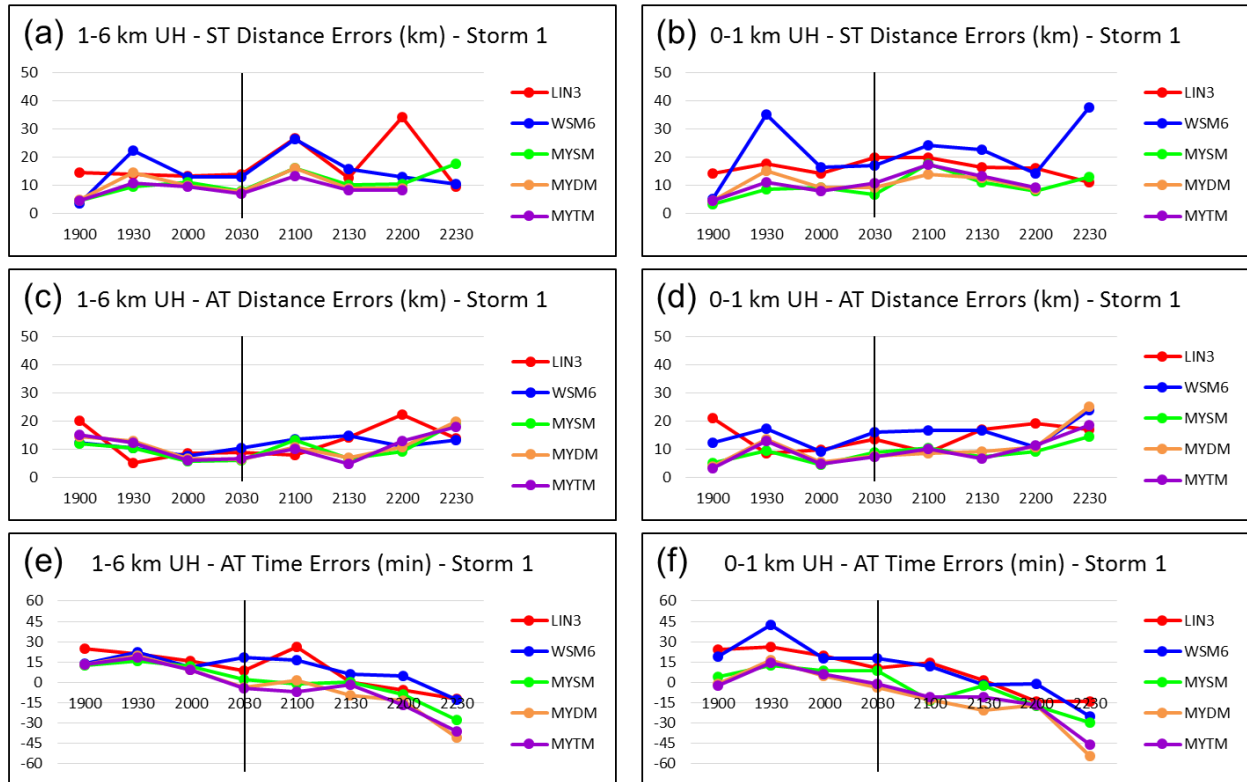 (a) 1-6 km UH - ST Distance Errors (km) - Storm 1
50
40
30
20
10
0
1900 1930 2000 2030 2100 2130 2200 2230
LIN3
WSM6
MYSM
MYDM
MYTM
(b) 0-1 km UH - ST Distance Errors (km) - Storm 1
50
40
30
20
10
0
1900 1930 2000 2030 2100 2130 2200 2230
LIN3
WSM6
MYSM
MYDM
MYTM
(c) 1-6 km UH - AT Distance Errors (km) - Storm 1
50
40
30
20
10
0
1900 1930 2000 2030 2100 2130 2200 2230
LIN3
WSM6
MYSM
MYDM
MYTM
(d) 0-1 km UH - AT Distance Errors (km) - Storm 1
50
40
30
20
10
0
1900 1930 2000 2030 2100 2130 2200 2230
LIN3
WSM6
MYSM
MYDM
MYTM
(e) 1-6 km UH - AT Time Errors (min) - Storm 1
60
45
30
15
0
-15
-30
-45
-60
1900 1930 2000 2030 2100 2130 2200 2230
LIN3
WSM6
MYSM
MYDM
MYTM
(f) 0-1 km UH - AT Time Errors (min) - Storm 1
60
45
30
15
0
-15
-30
-45
-60
1900 1930 2000 2030 2100 2130 2200 2230
LIN3
WSM6
MYSM
MYDM
MYTM